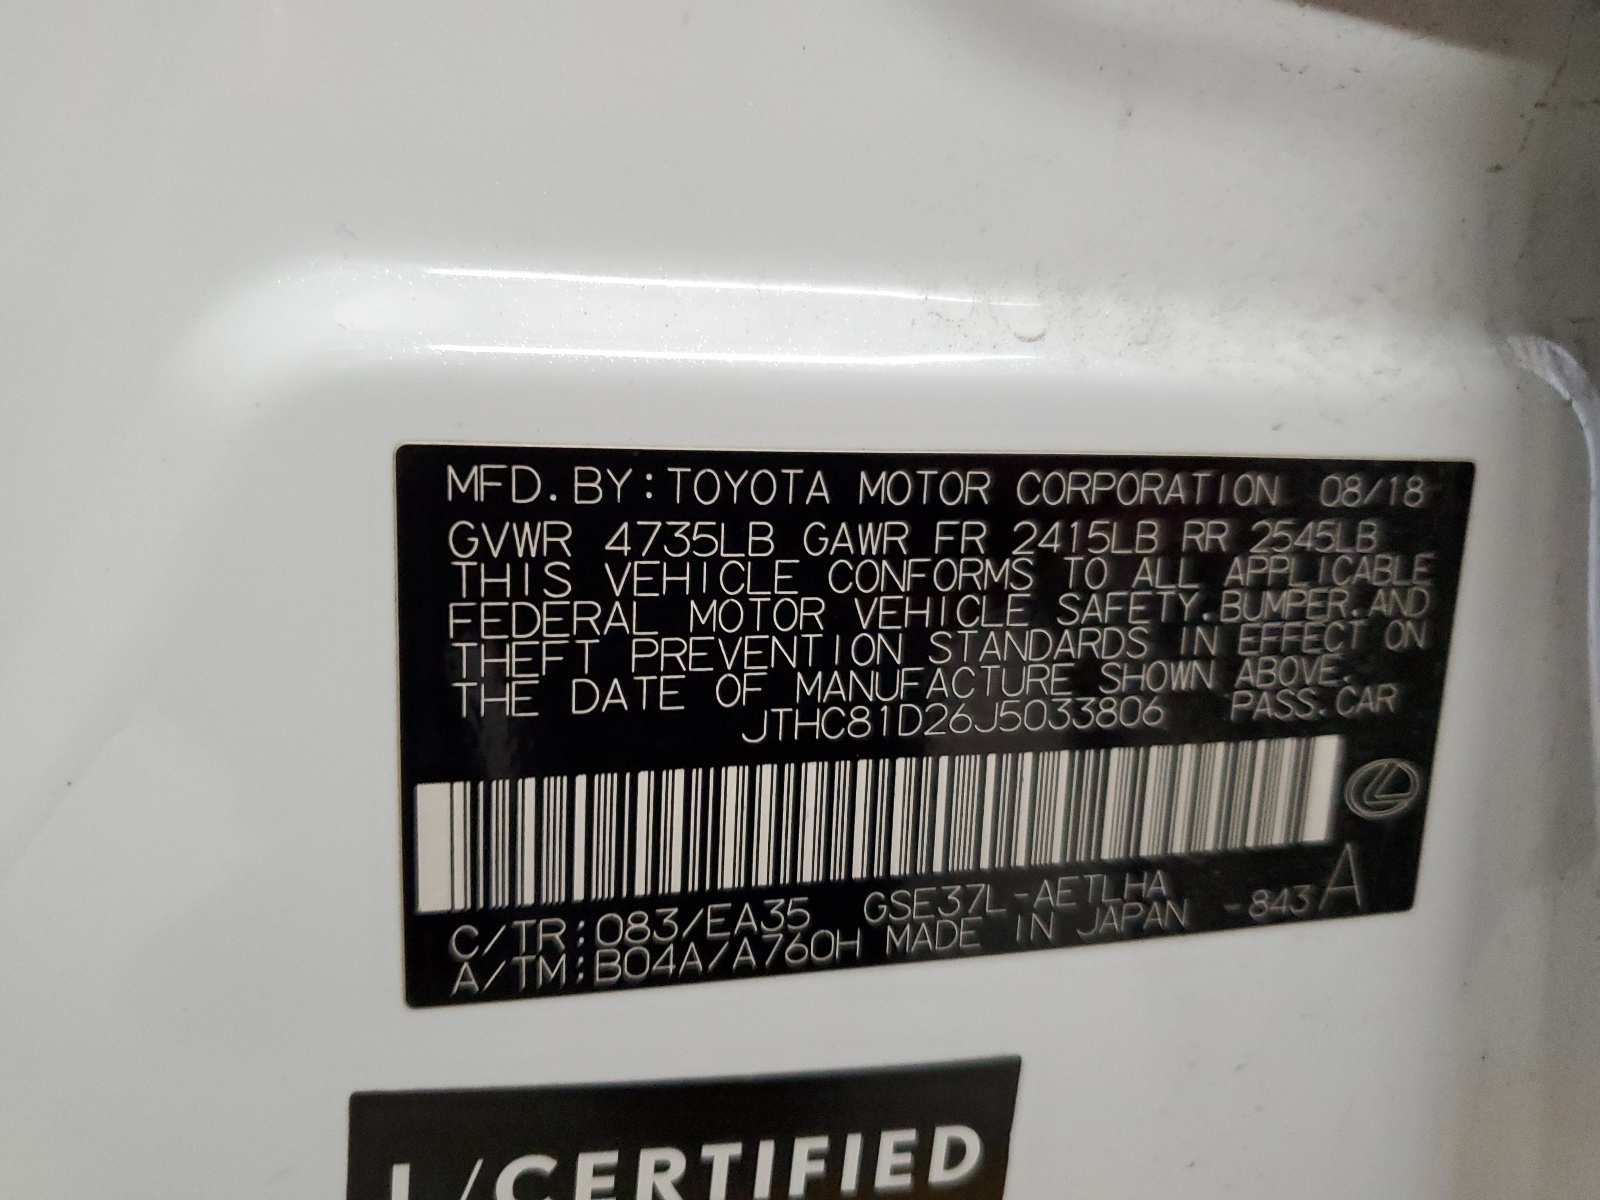 MFD. BY: TOYOTA MOTOR CORPORATION 08/18
GVWR 4735LB GAWR FR 2415LB RR 2545LB
THIS VEHICLE CONFORMS TO ALL APPLICABLE
FEDERAL MOTOR VEHICLE SAFETY. BUMPER. AND
THEFT PREVENTION STANDARDS IN EFFECT ON
THE DATE OF MANUFACTURE SHOWN ABOVE.
JTHC81D26J5033806 PASS. CAR
C/TR: 083/EA35 GSE37L-AETLHA
A/TM: B04A/A760H MADE IN JAPAN -843 A
L/CERTIFIED